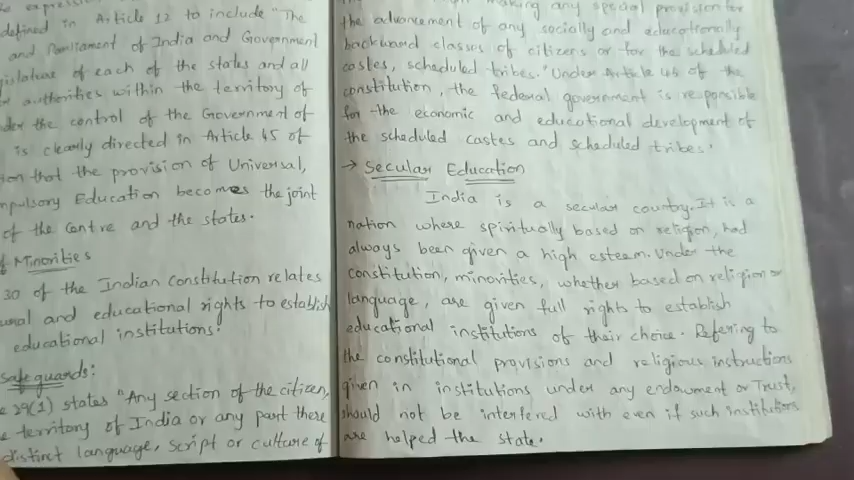 defined in Article 12 to include "The
and Parliament of India and Government
of each of the states and all
authorities within the territory of
the control of the Government of
is clearly directed in Article 45 of
that the provision of Universal,
Education becomes the joint
of the Centre and the states.
Minorities
30 of the Indian Constitution relates
and educational rights to establish
educational institutions.
Safeguards:
29(1) states "Any section of the citizen,
territory of India or any part there
distinct language, script or culture of
making any special provision for
the advancement of any socially and educationally
backward classes of citizens or for the scheduled
castes, scheduled tribes." Under Article 46 of the
constitution, the federal government is responsible
for the economic and educational development of
the scheduled castes and scheduled tribes.
→ Secular Education
India is a secular country. It is a
nation where spiritually based on religion, had
always been given a high esteem. Under the
constitution, minorities, whether based on religion or
language, are given full rights to establish
educational institutions of their choice. Refering to
the constitutional provisions and religious instructions
given in institutions under any endowment or Trust,
should not be interfered with even if such institutions
are helped the state.